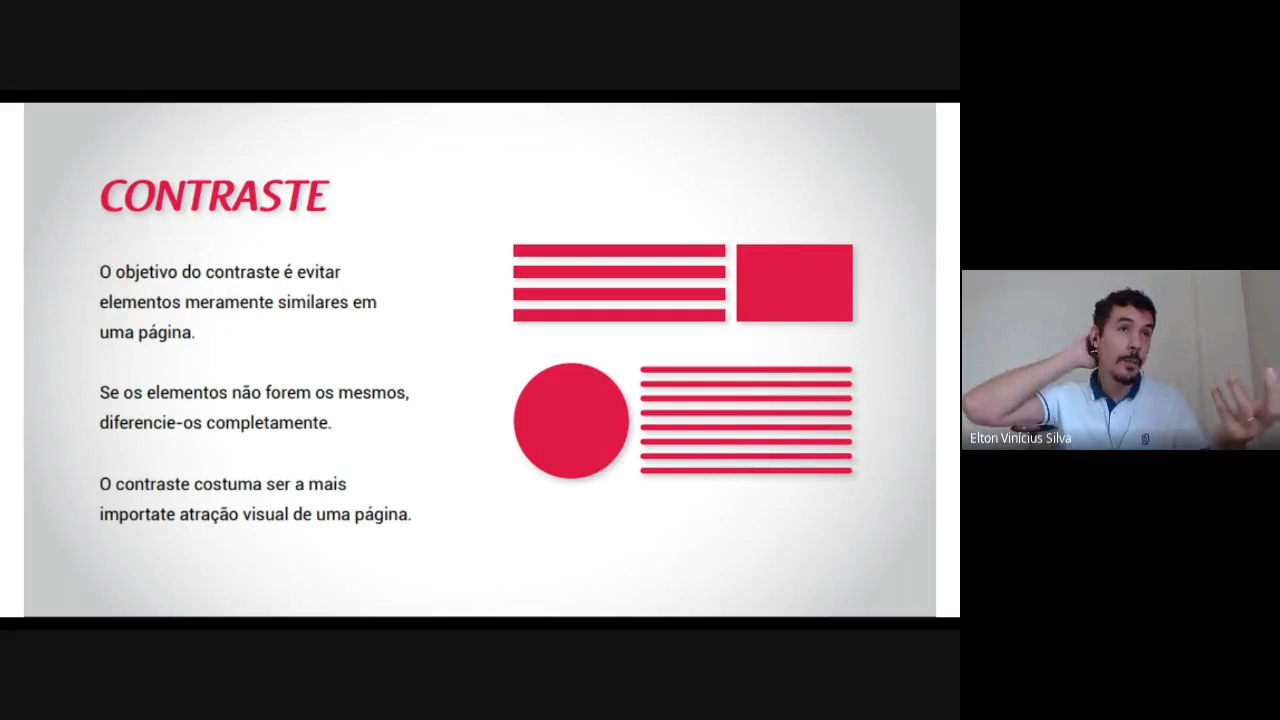 CONTRASTE
O objetivo do contraste é evitar
elementos meramente similares em
uma página.
Se os elementos não forem os mesmos,
diferencie-os completamente.
O contraste costuma ser a mais
importate atração visual de uma página.
Elton Vinícius Silva